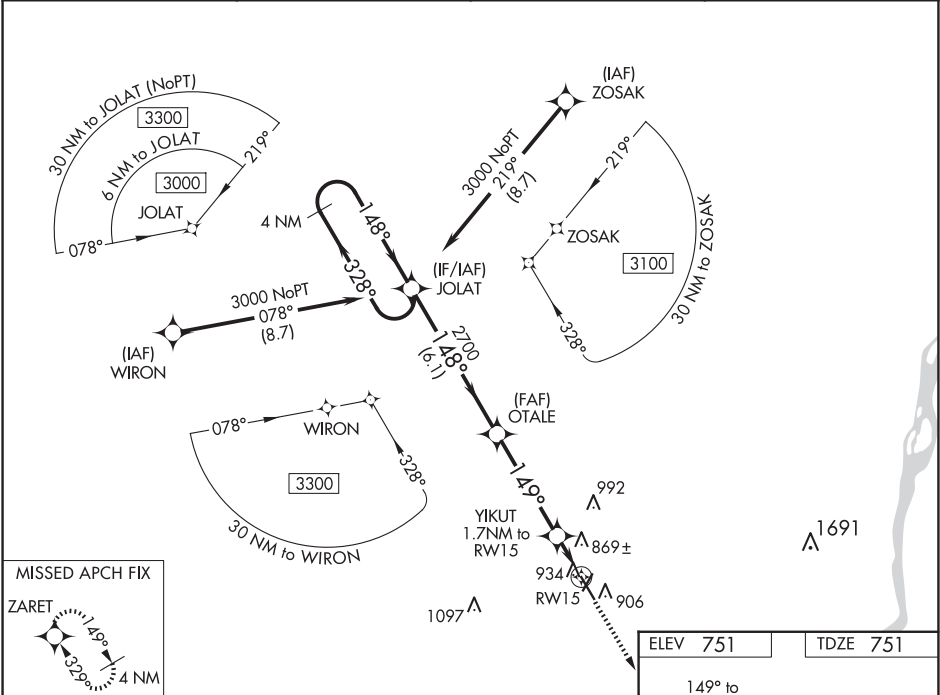 30 NM to JOLAT (NoPT)
3300
6 NM to JOLAT
3000
219°
JOLAT
078°
(IAF)
ZOSAK
3000 NoPT
219°
(8.7)
219°
ZOSAK
3100
30 NM to ZOSAK
328°
4 NM
148°
328°
(IF/IAF)
JOLAT
3000 NoPT
078°
(8.7)
(IAF)
WIRON
2700
148°
(6.1)
(FAF)
OTALE
078°
WIRON
328°
3300
30 NM to WIRON
149°
992
YIKUT
1.7NM to
RW15
869±
934
RW15
906
1097
1691
MISSED APCH FIX
ZARET
149°
329°
4 NM
ELEV 751
TDZE 751
149° to